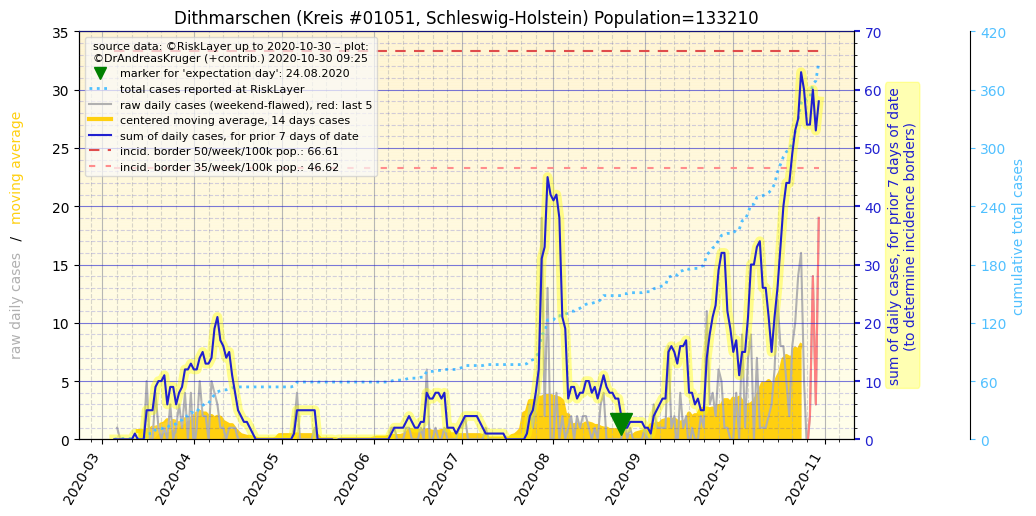 Dithmarschen (Kreis #01051, Schleswig-Holstein) Population=133210
source data: ©RiskLayer up to 2020-10-30 – plot:
©DrAndreasKruger (+contrib.) 2020-10-30 09:25
marker for 'expectation day': 24.08.2020
total cases reported at RiskLayer
raw daily cases (weekend-flawed), red: last 5
centered moving average, 14 days cases
sum of daily cases, for prior 7 days of date
incid. border 50/week/100k pop.: 66.61
incid. border 35/week/100k pop.: 46.62
raw daily cases / moving average
35
30
25
20
15
10
5
0
70
60
50
40
30
20
10
0
sum of daily cases, for prior 7 days of date
(to determine incidence borders)
420
360
300
240
180
120
60
0
cumulative total cases
2020-03
2020-04
2020-05
2020-06
2020-07
2020-08
2020-09
2020-10
2020-11